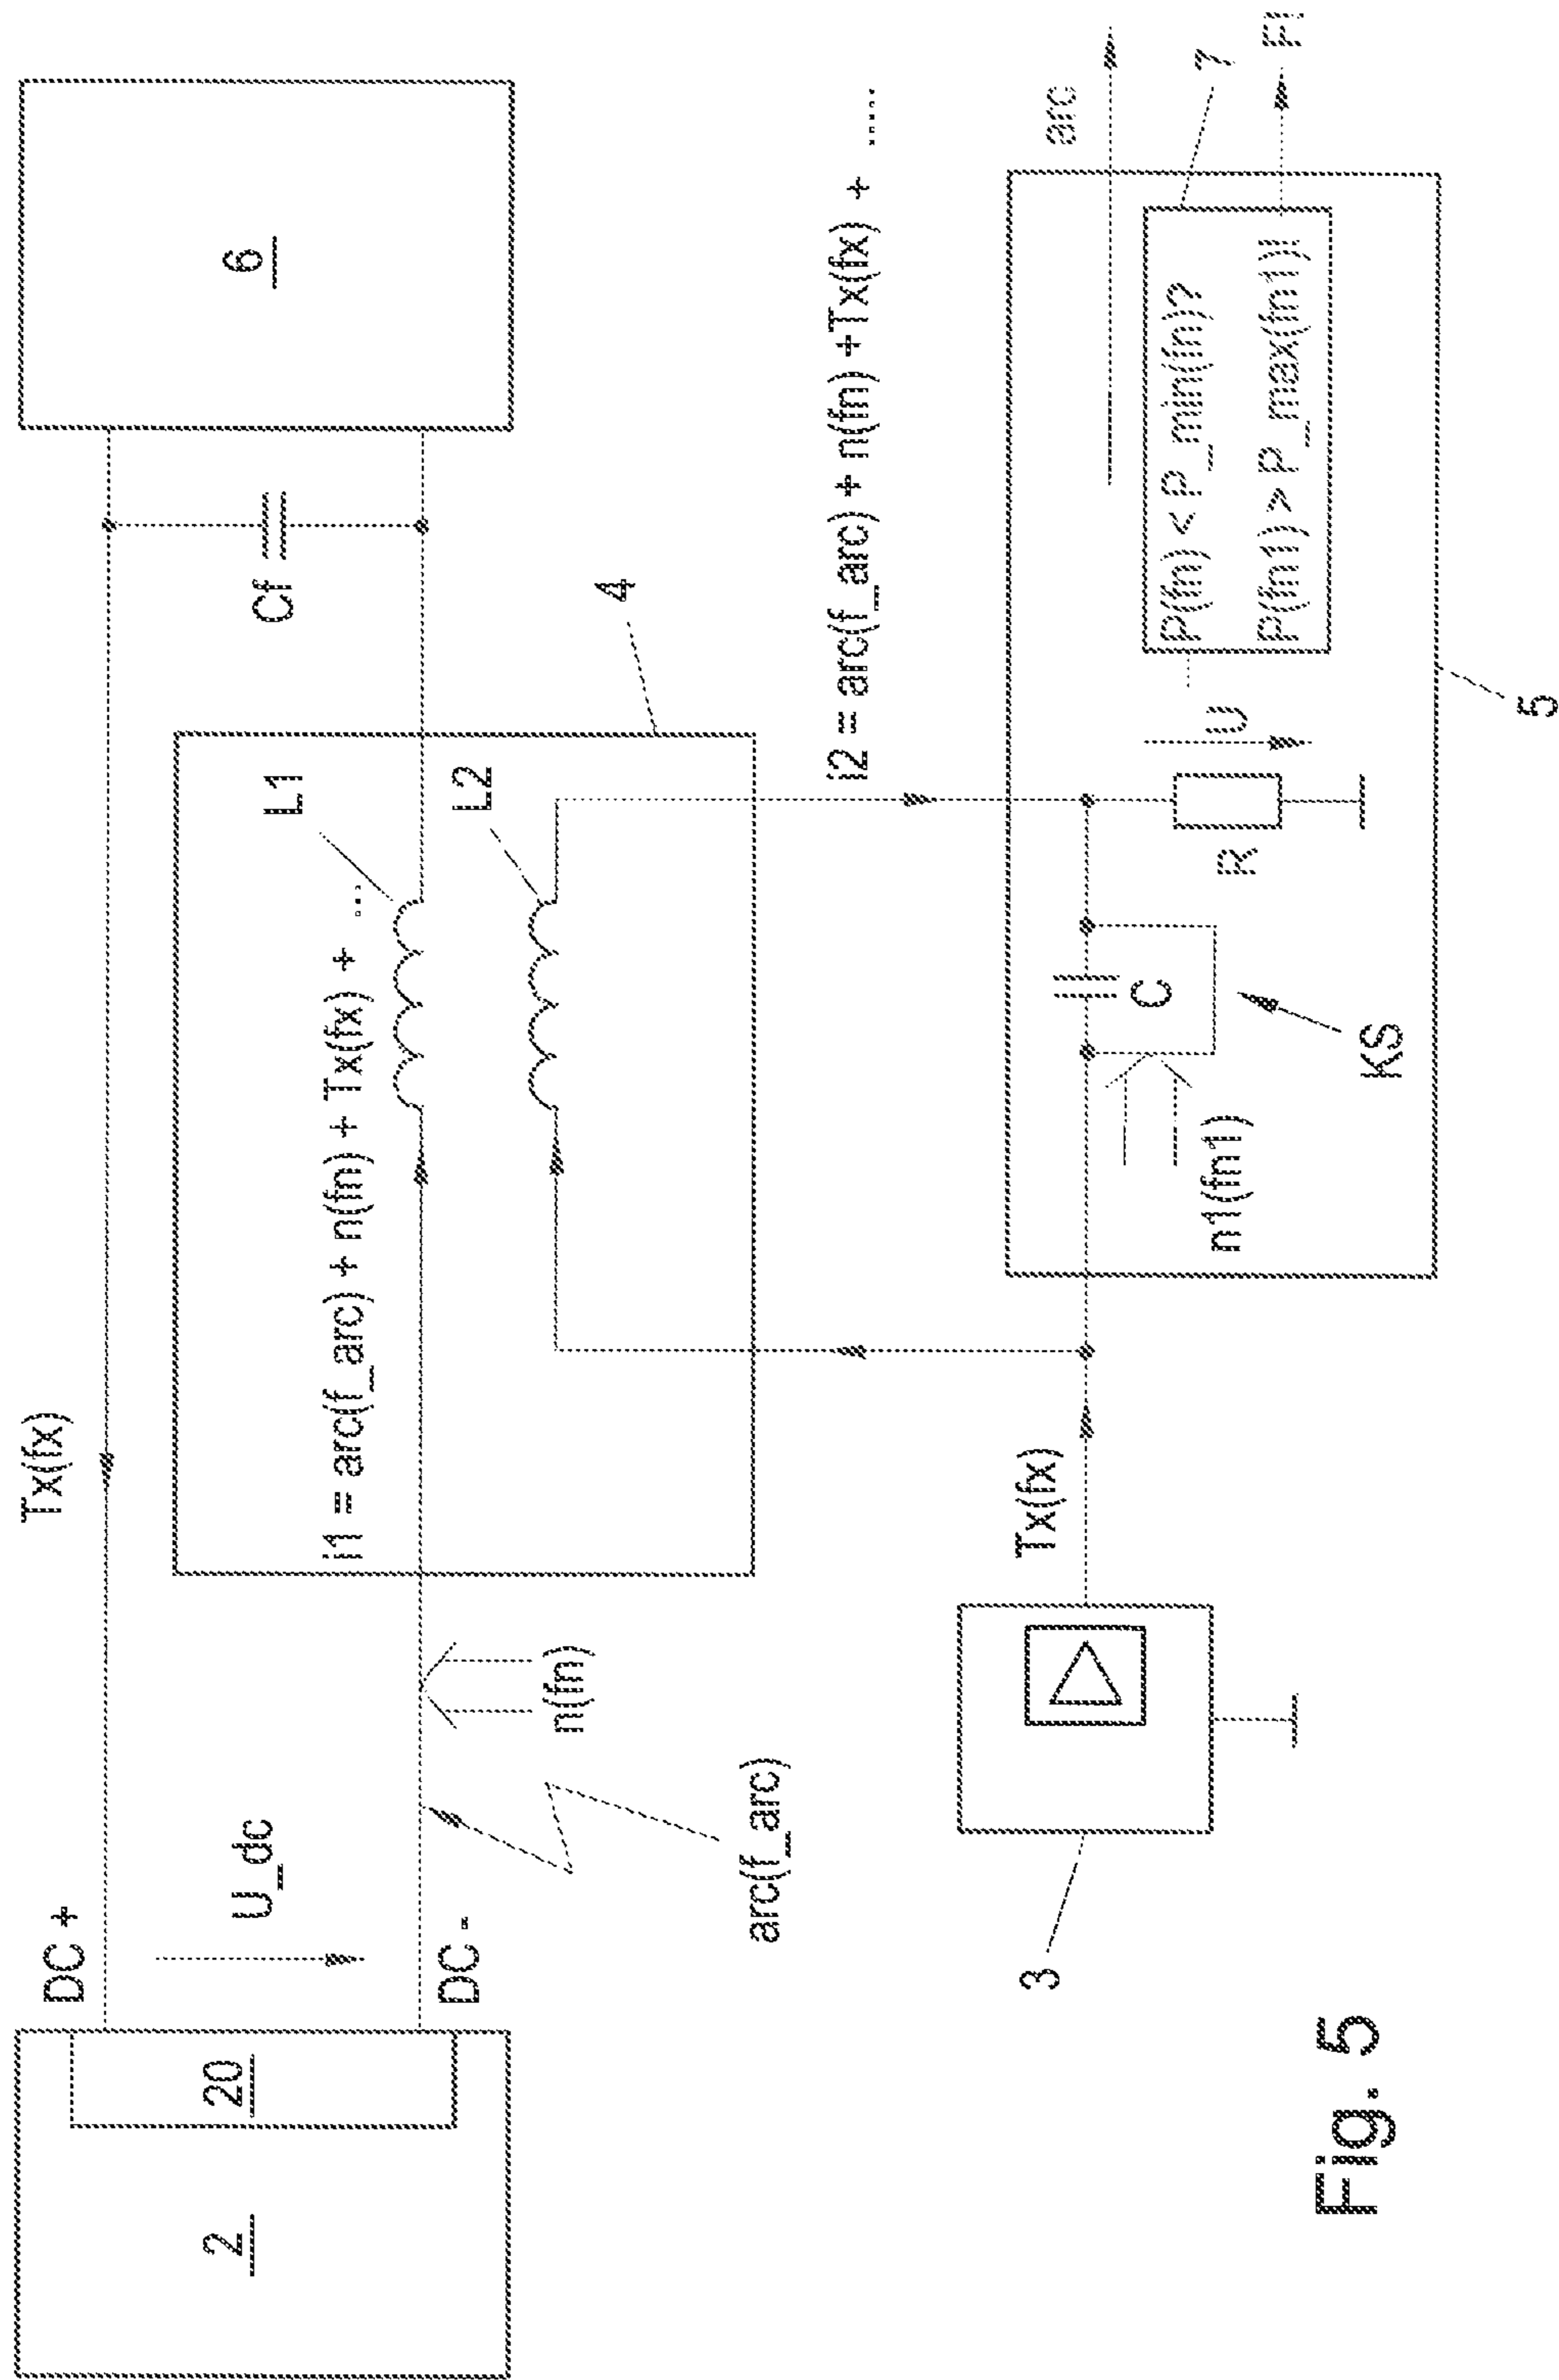 Tx(fx)
DC +
2
20
U_dc
Cf
6
DC -
L1
i1 = arc(f_arc) + n(fn) + Tx(fx) + ...
L2
n(fn)
4
arc(f_arc)
i2 = arc(f_arc) + n(fn) +Tx(fx) + .....
3
Tx(fx)
arc
C
n1(fn1)
KS
R
U
P(fn) < P_min(fn)?
P(fn1) > P_max(fn1)!
7
5
Fig. 5